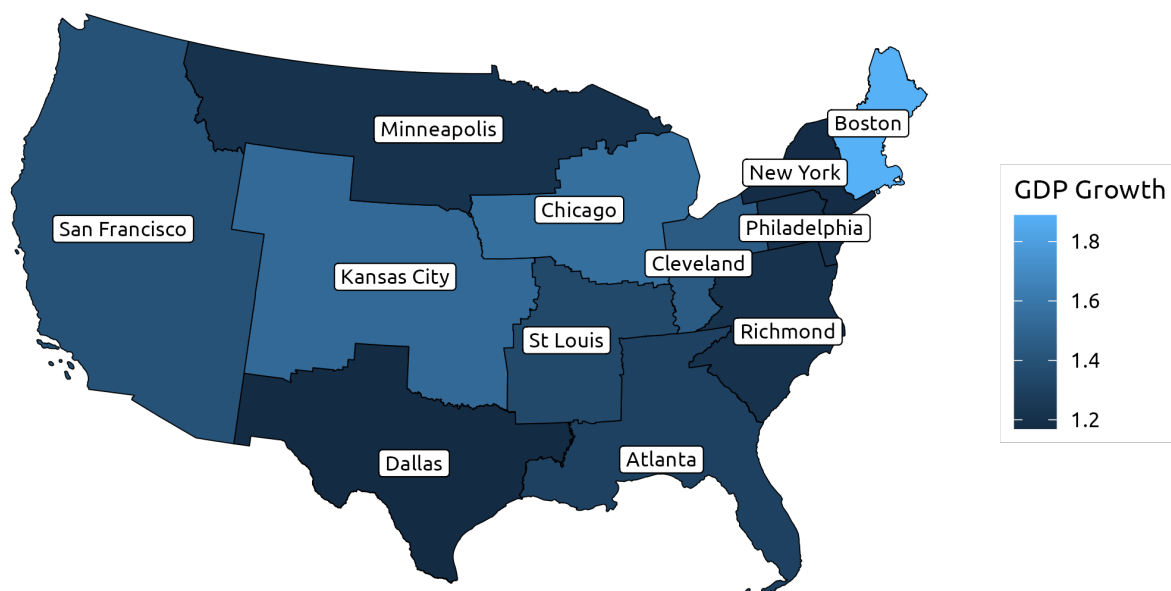 Minneapolis
Boston
New York
Chicago
San Francisco
Philadelphia
Cleveland
Kansas City
Richmond
St Louis
Dallas
Atlanta
GDP Growth
1.8
1.6
1.4
1.2